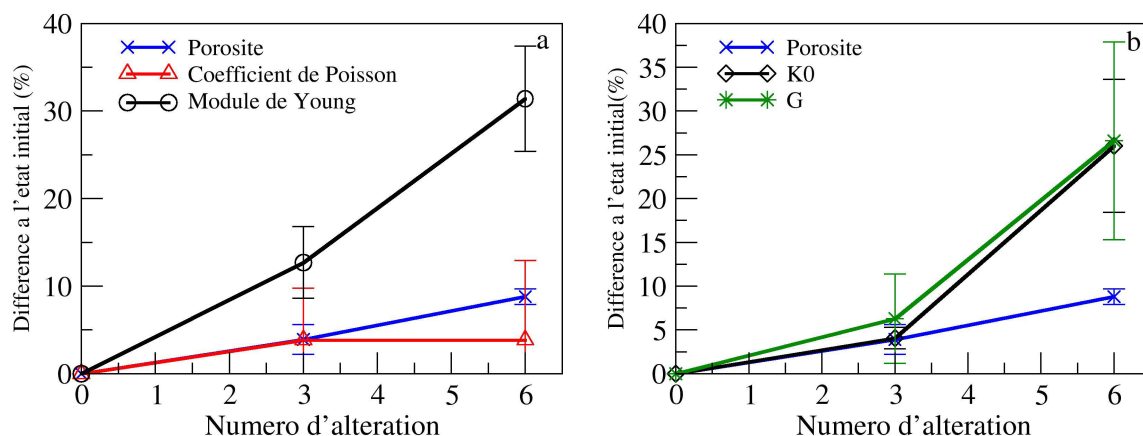 a
Porosite
Coefficient de Poisson
Module de Young
Difference a l'etat initial (%)
40
30
20
10
0
0 1 2 3 4 5 6
Numero d'alteration
b
Porosite
K0
G
Difference a l'etat initial(%)
40
35
30
25
20
15
10
5
0
0 1 2 3 4 5 6
Numero d'alteration